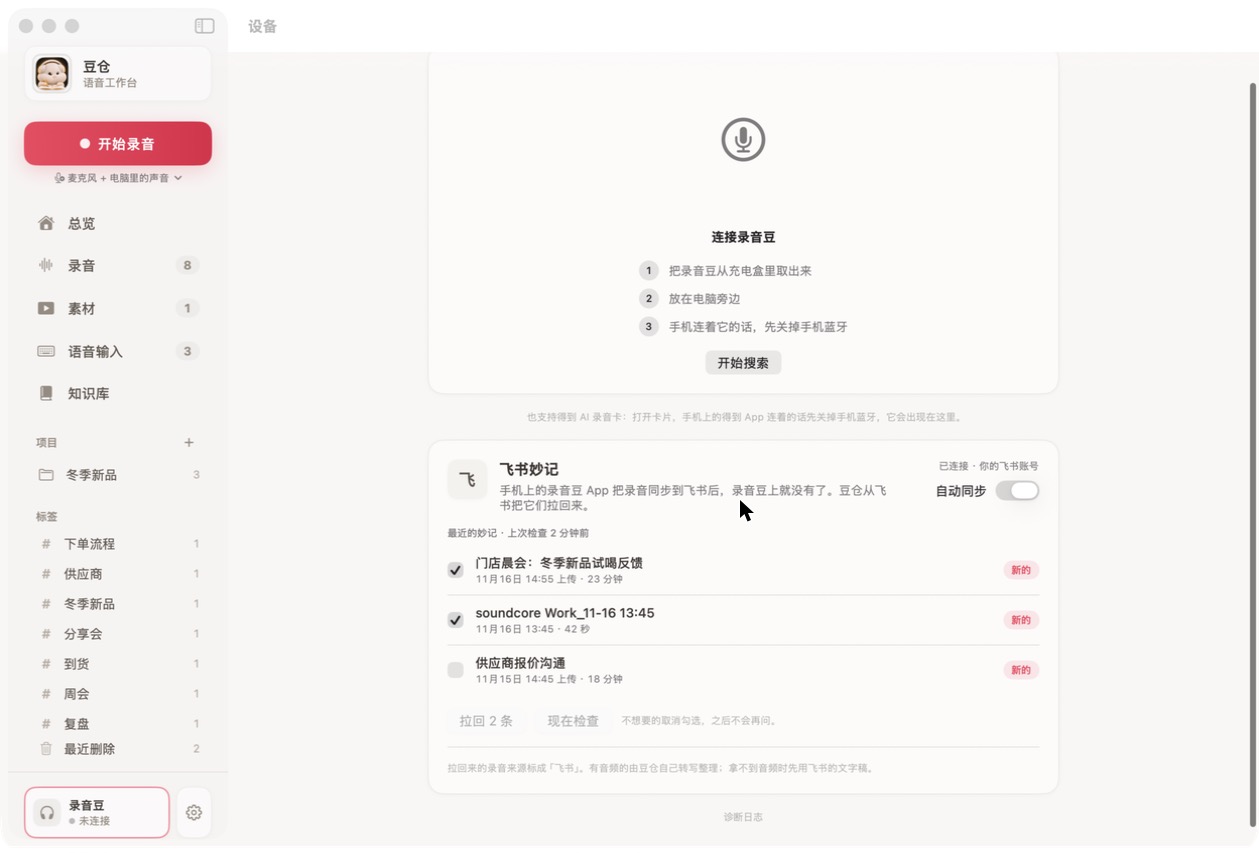 设备
豆仓
语音工作台
开始录音
麦克风 + 电脑里的声音
总览
录音 8
素材 1
语音输入 3
知识库
项目 +
冬季新品 3
标签
# 下单流程 1
# 供应商 1
# 冬季新品 1
# 分享会 1
# 到货 1
# 周会 1
# 复盘 1
最近删除 2
录音豆
未连接
连接录音豆
1 把录音豆从充电盒里取出来
2 放在电脑旁边
3 手机连着它的话，先关掉手机蓝牙
开始搜索
也支持得到 AI 录音卡：打开卡片，手机上的得到 App 连着的话先关掉手机蓝牙，它会出现在这里。
飞
飞书妙记
手机上的录音豆 App 把录音同步到飞书后，录音豆上就没有了。豆仓从飞
书把它们拉回来。
已连接 · 你的飞书账号
自动同步
最近的妙记 · 上次检查 2 分钟前
门店晨会：冬季新品试喝反馈
11月16日 14:55 上传 · 23 分钟
新的
soundcore Work_11-16 13:45
11月16日 13:45 · 42 秒
新的
供应商报价沟通
11月15日 14:45 上传 · 18 分钟
新的
拉回 2 条 现在检查 不想要的取消勾选，之后不会再问。
拉回来的录音来源标成「飞书」。有音频的由豆仓自己转写整理；拿不到音频时先用飞书的文字稿。
诊断日志